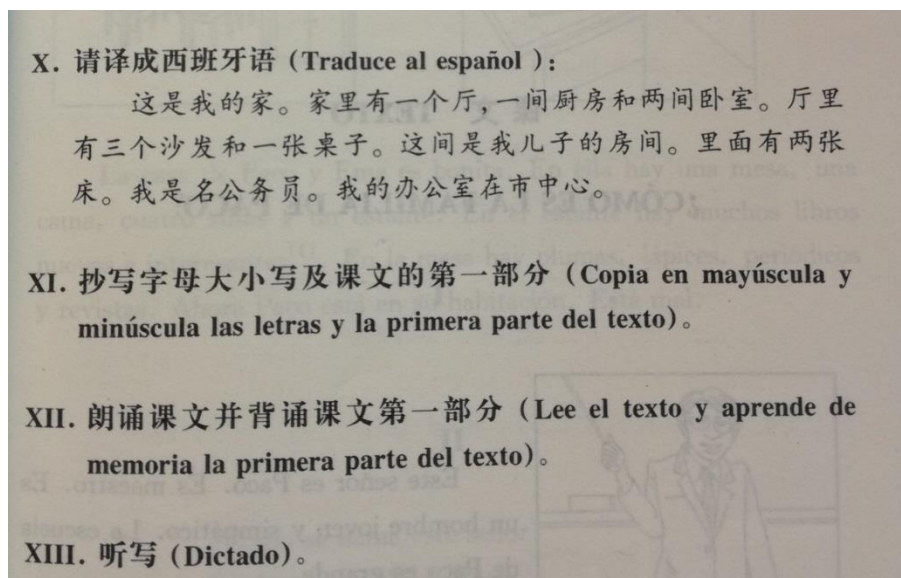 X. 请译成西班牙语（Traduce al español）：
这是我的家。家里有一个厅，一间厨房和两间卧室。厅里
有三个沙发和一张桌子。这间是我儿子的房间。里面有两张
床。我是名公务员。我的办公室在市中心。
XI. 抄写字母大小写及课文的第一部分（Copia en mayúscula y
minúscula las letras y la primera parte del texto）。
XII. 朗诵课文并背诵课文第一部分（Lee el texto y aprende de
memoria la primera parte del texto）。
XIII. 听写（Dictado）。